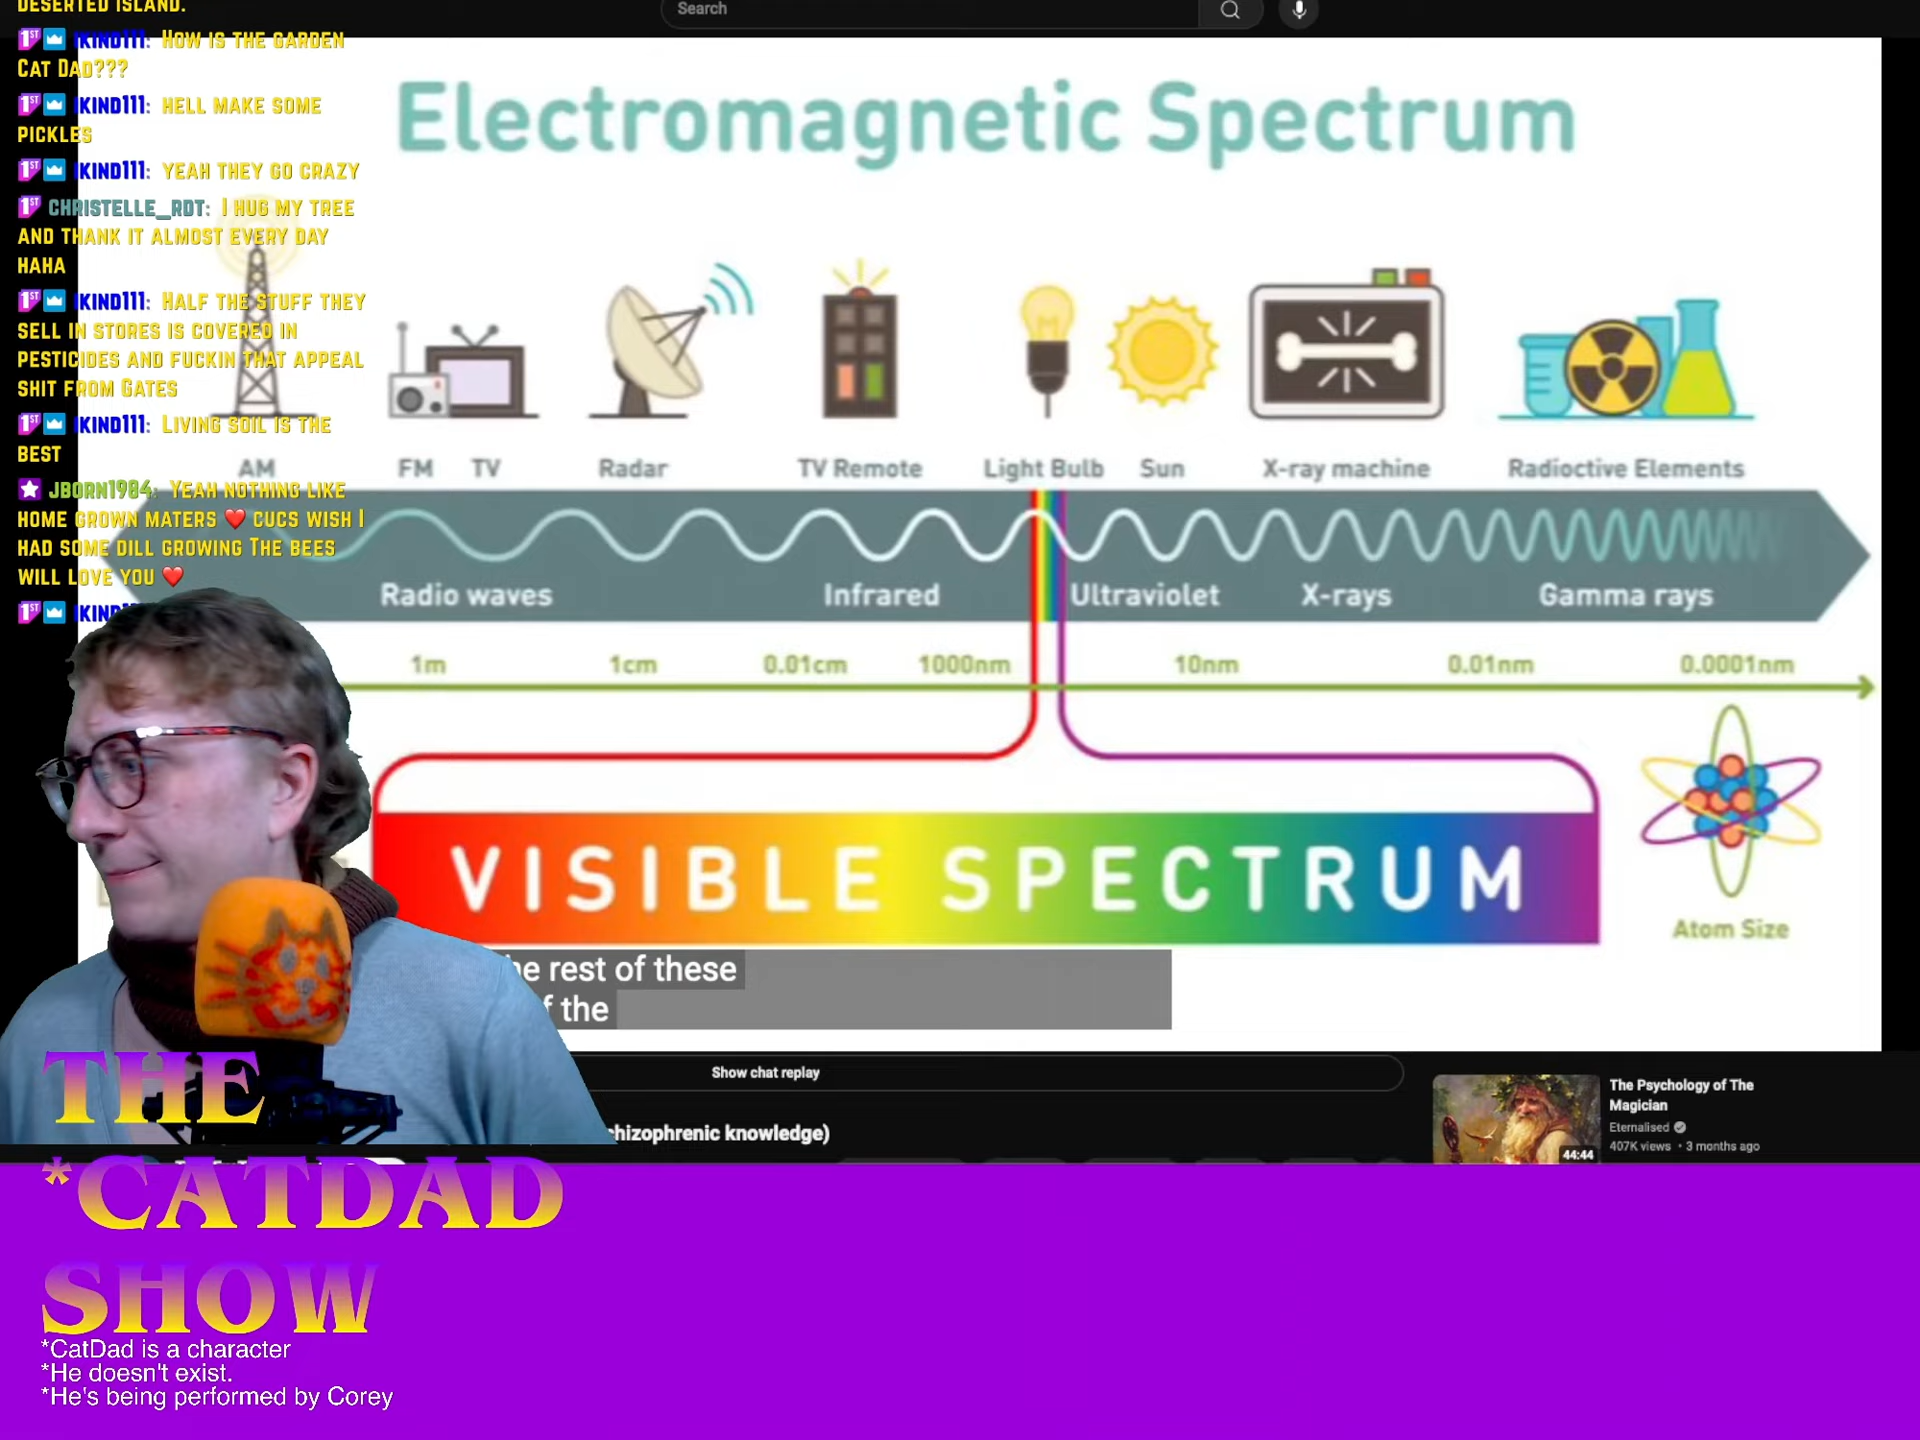 DESERTED ISLAND.
IKIND111: HOW IS THE GARDEN
CAT DAD???
IKIND111: HELL MAKE SOME
PICKLES
IKIND111: YEAH THEY GO CRAZY
CHRISTELLE_RDT: I HUG MY TREE
AND THANK IT ALMOST EVERY DAY
HAHA
IKIND111: HALF THE STUFF THEY
SELL IN STORES IS COVERED IN
PESTICIDES AND FUCKIN THAT APPEAL
SHIT FROM GATES
IKIND111: LIVING SOIL IS THE
BEST
JBORN1984: YEAH NOTHING LIKE
HOME GROWN MATERS ❤️ CUCS WISH I
HAD SOME DILL GROWING THE BEES
WILL LOVE YOU ❤️
Search
Electromagnetic Spectrum
AM FM TV Radar TV Remote Light Bulb Sun X-ray machine Radioctive Elements
Radio waves Infrared Ultraviolet X-rays Gamma rays
1m 1cm 0.01cm 1000nm 10nm 0.01nm 0.0001nm
VISIBLE SPECTRUM
Atom Size
he rest of these
f the
Show chat replay
hizophrenic knowledge)
The Psychology of The
Magician
Eternalised
407K views • 3 months ago
44:44
THE
*CATDAD
SHOW
*CatDad is a character
*He doesn't exist.
*He's being performed by Corey